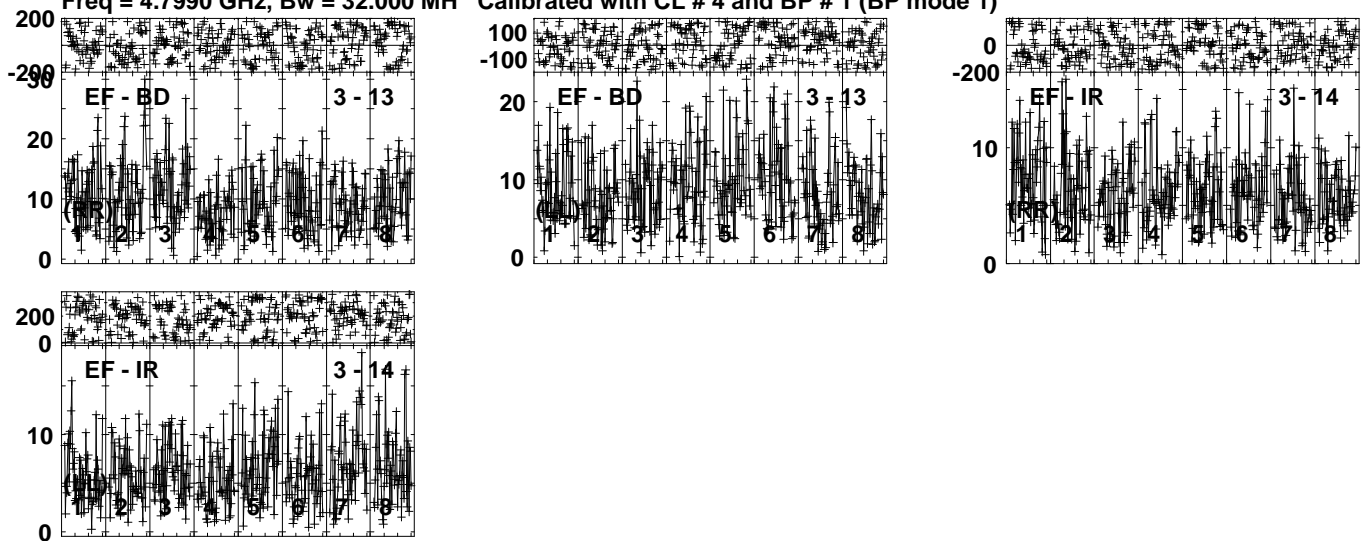 Freq = 4.7990 GHz, Bw = 32.000 MH Calibrated with CL # 4 and BP # 1 (BP mode 1)
200
-200
30
EF - BD 3 - 13
20
10
(RR)
1 2 3 4 5 6 7 8
0
100
-100
EF - BD 3 - 13
20
10
(LL)
1 2 3 4 5 6 7 8
0
0
-200
EF - IR 3 - 14
10
(RR)
1 2 3 4 5 6 7 8
0
200
0
EF - IR 3 - 14
10
(LL)
1 2 3 4 5 6 7 8
0